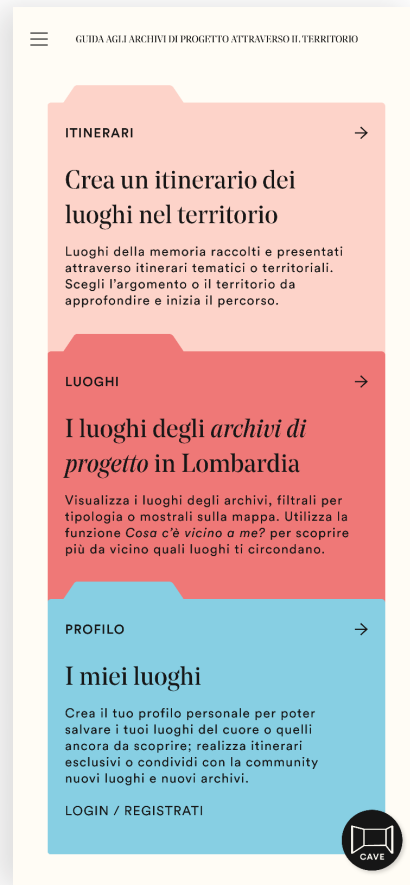 GUIDA AGLI ARCHIVI DI PROGETTO ATTRAVERSO IL TERRITORIO
ITINERARI
Crea un itinerario dei
luoghi nel territorio
Luoghi della memoria raccolti e presentati
attraverso itinerari tematici o territoriali.
Scegli l’argomento o il territorio da
approfondire e inizia il percorso.
LUOGHI
I luoghi degli archivi di
progetto in Lombardia
Visualizza i luoghi degli archivi, filtrali per
tipologia o mostrali sulla mappa. Utilizza la
funzione Cosa c’è vicino a me? per scoprire
più da vicino quali luoghi ti circondano.
PROFILO
I miei luoghi
Crea il tuo profilo personale per poter
salvare i tuoi luoghi del cuore o quelli
ancora da scoprire; realizza itinerari
esclusivi o condividi con la community
nuovi luoghi e nuovi archivi.
LOGIN / REGISTRATI
CAVE